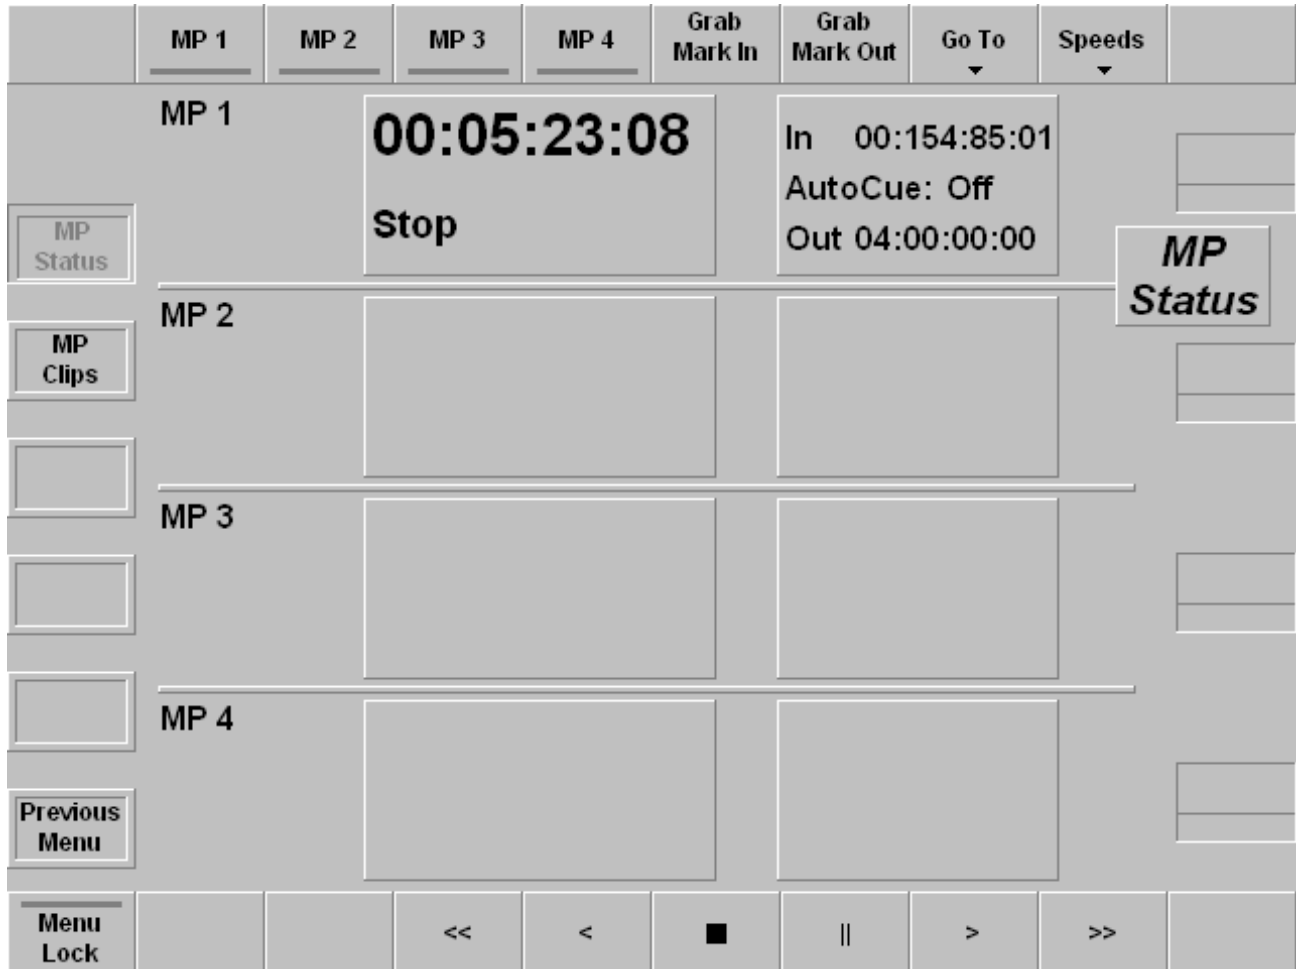 MP 1
MP 2
MP 3
MP 4
Grab
Mark In
Grab
Mark Out
Go To
Speeds
MP 1
00:05:23:08
Stop
In 00:154:85:01
AutoCue: Off
Out 04:00:00:00
MP
Status
MP
Status
MP 2
MP
Clips
MP 3
MP 4
Previous
Menu
Menu
Lock
<<
<
||
>
>>